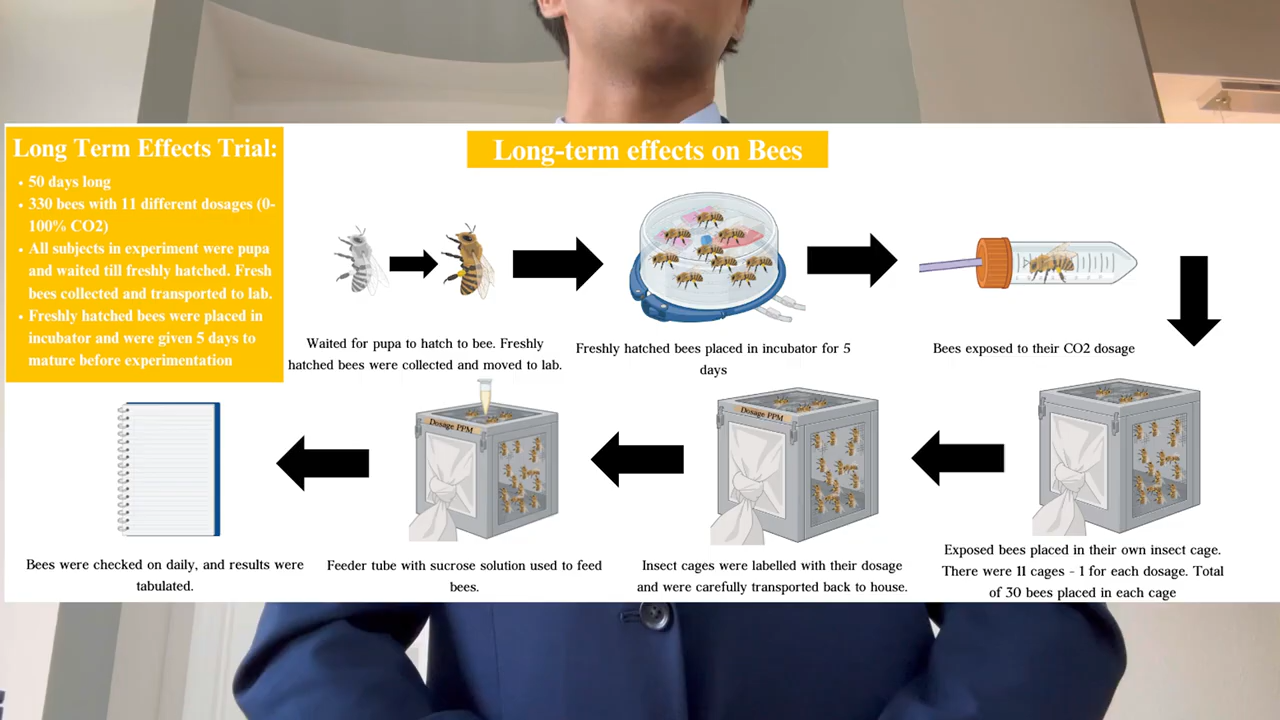 Long Term Effects Trial:
• 50 days long
• 330 bees with 11 different dosages (0-
100% CO2)
• All subjects in experiment were pupa
and waited till freshly hatched. Fresh
bees collected and transported to lab.
• Freshly hatched bees were placed in
incubator and were given 5 days to
mature before experimentation
Long-term effects on Bees
Waited for pupa to hatch to bee. Freshly
hatched bees were collected and moved to lab.
Freshly hatched bees placed in incubator for 5
days
Bees exposed to their CO2 dosage
Exposed bees placed in their own insect cage.
There were 11 cages - 1 for each dosage. Total
of 30 bees placed in each cage
Dosage PPM
Insect cages were labelled with their dosage
and were carefully transported back to house.
Dosage PPM
Feeder tube with sucrose solution used to feed
bees.
Bees were checked on daily, and results were
tabulated.